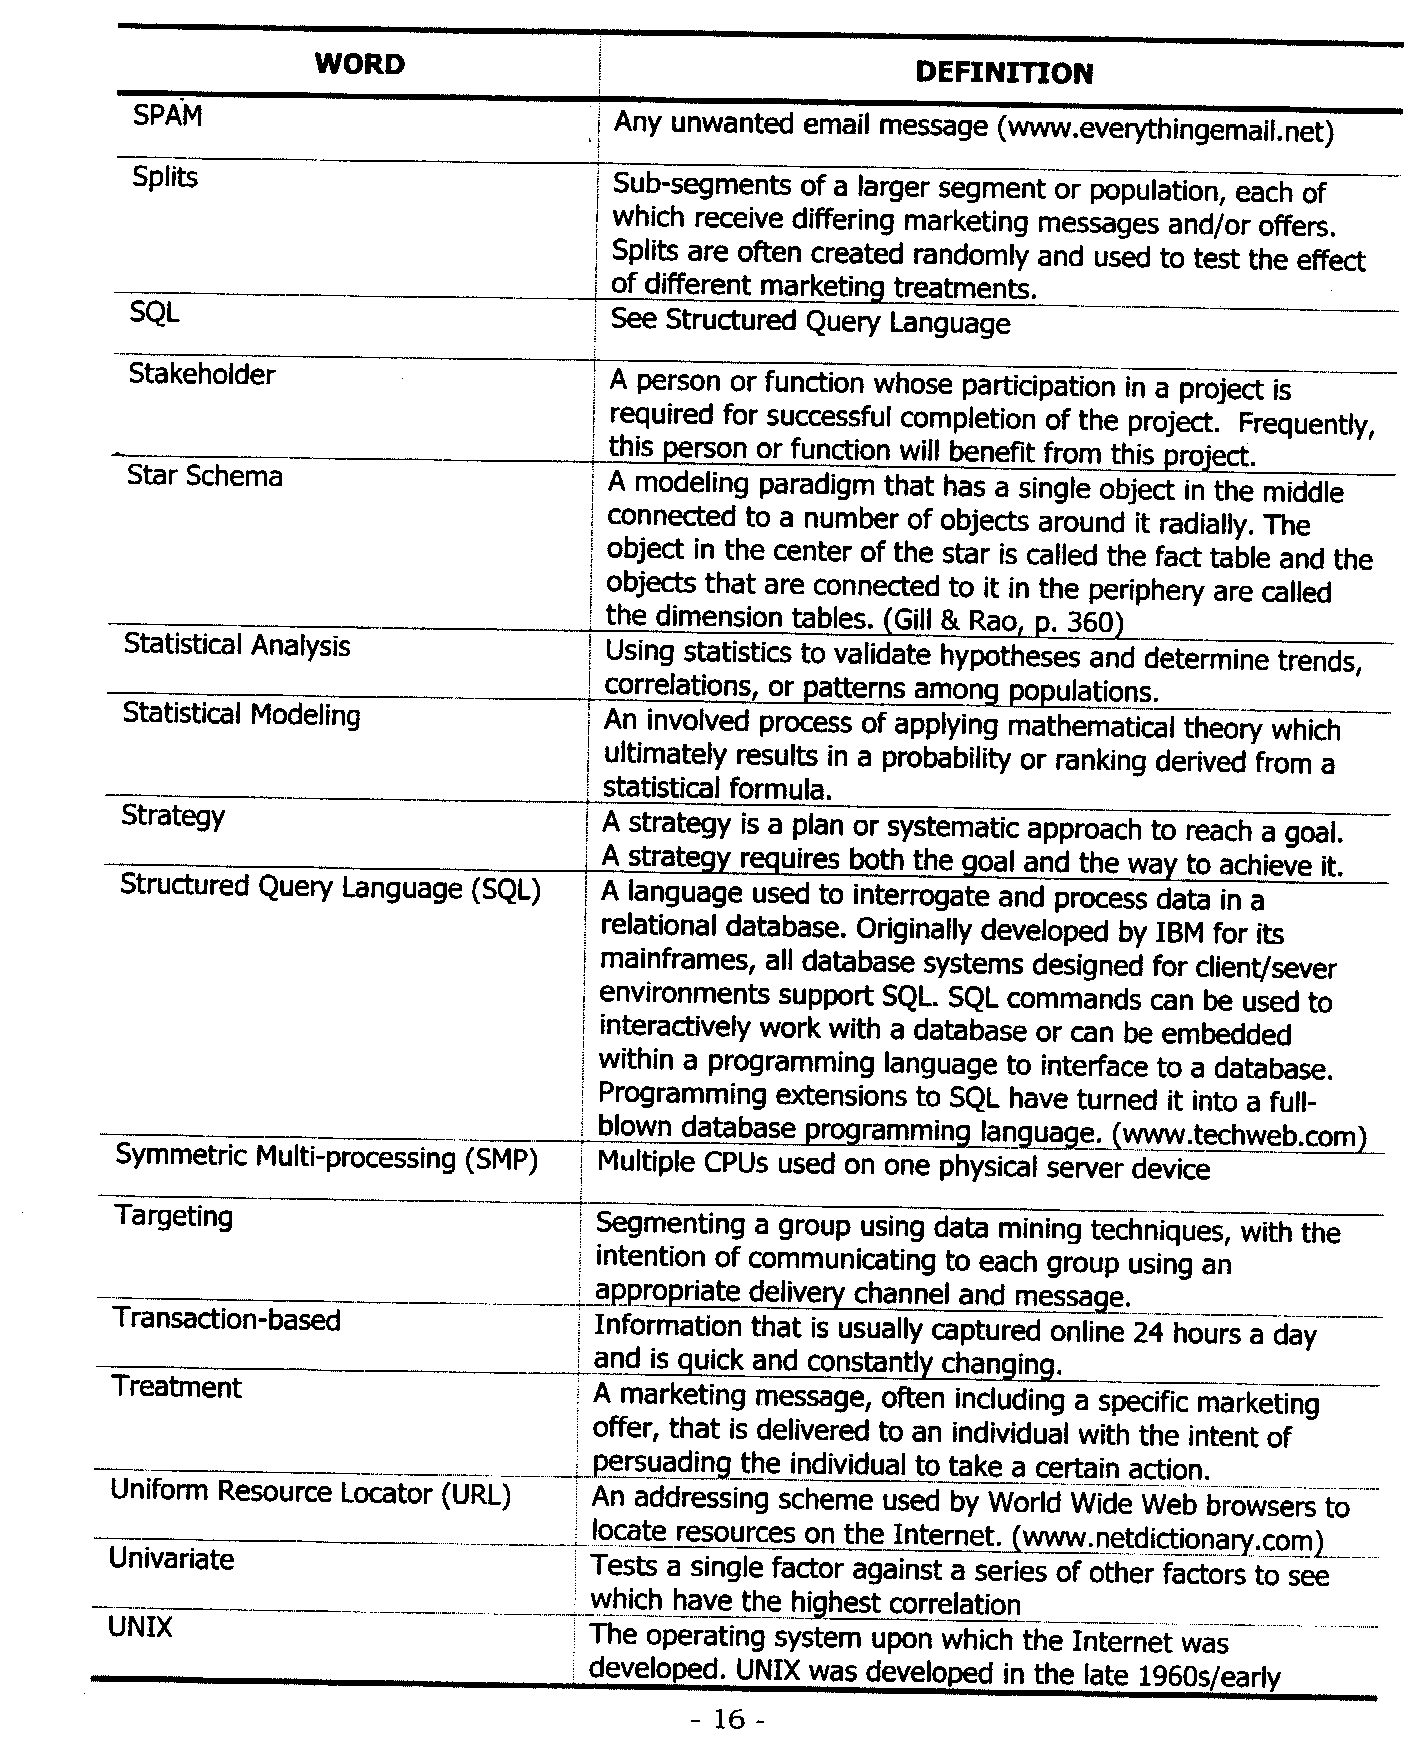 WORD DEFINITION
SPAM Any unwanted email message (www.everythingemail.net)
Splits Sub-segments of a larger segment or population, each of
which receive differing marketing messages and/or offers.
Splits are often created randomly and used to test the effect
of different marketing treatments.
SQL See Structured Query Language
Stakeholder A person or function whose participation in a project is
required for successful completion of the project. Frequently,
this person or function will benefit from this project.
Star Schema A modeling paradigm that has a single object in the middle
connected to a number of objects around it radially. The
object in the center of the star is called the fact table and the
objects that are connected to it in the periphery are called
the dimension tables. (Gill & Rao, p. 360)
Statistical Analysis Using statistics to validate hypotheses and determine trends,
correlations, or patterns among populations.
Statistical Modeling An involved process of applying mathematical theory which
ultimately results in a probability or ranking derived from a
statistical formula.
Strategy A strategy is a plan or systematic approach to reach a goal.
A strategy requires both the goal and the way to achieve it.
Structured Query Language (SQL) A language used to interrogate and process data in a
relational database. Originally developed by IBM for its
mainframes, all database systems designed for client/sever
environments support SQL. SQL commands can be used to
interactively work with a database or can be embedded
within a programming language to interface to a database.
Programming extensions to SQL have turned it into a full-
blown database programming language. (www.techweb.com)
Symmetric Multi-processing (SMP) Multiple CPUs used on one physical server device
Targeting Segmenting a group using data mining techniques, with the
intention of communicating to each group using an
appropriate delivery channel and message.
Transaction-based Information that is usually captured online 24 hours a day
and is quick and constantly changing.
Treatment A marketing message, often including a specific marketing
offer, that is delivered to an individual with the intent of
persuading the individual to take a certain action.
Uniform Resource Locator (URL) An addressing scheme used by World Wide Web browsers to
locate resources on the Internet. (www.netdictionary.com)
Univariate Tests a single factor against a series of other factors to see
which have the highest correlation
UNIX The operating system upon which the Internet was
developed. UNIX was developed in the late 1960s/early
- 16 -